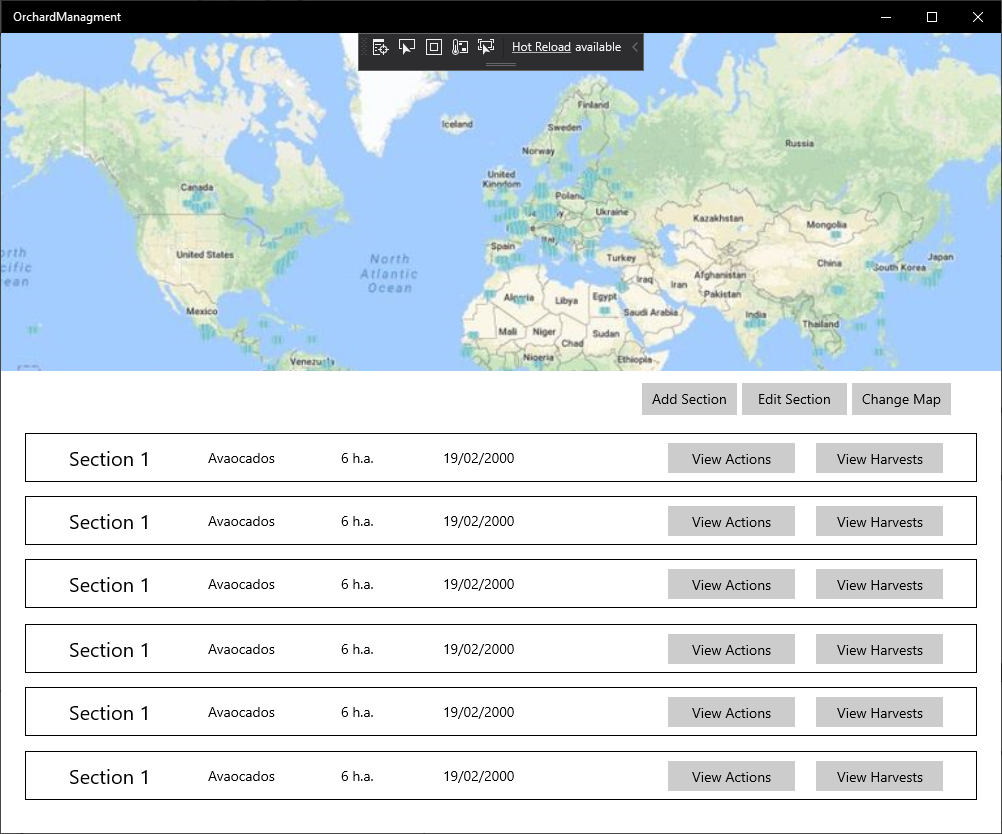 OrchardManagment
Hot Reload available
Iceland
Finland
Sweden
Norway
Russia
United Kingdom
Canada
Poland
Ukraine
Kazakhstan
Mongolia
United States
North Atlantic Ocean
Spain
Turkey
China
Japan
South Korea
Iraq
Iran
Afghanistan
Pakistan
Algeria
Libya
Egypt
Saudi Arabia
Mexico
India
Thailand
Mali
Niger
Sudan
Chad
Nigeria
Ethiopia
Venezu
Add Section Edit Section Change Map
Section 1 Avaocados 6 h.a. 19/02/2000 View Actions View Harvests
Section 1 Avaocados 6 h.a. 19/02/2000 View Actions View Harvests
Section 1 Avaocados 6 h.a. 19/02/2000 View Actions View Harvests
Section 1 Avaocados 6 h.a. 19/02/2000 View Actions View Harvests
Section 1 Avaocados 6 h.a. 19/02/2000 View Actions View Harvests
Section 1 Avaocados 6 h.a. 19/02/2000 View Actions View Harvests